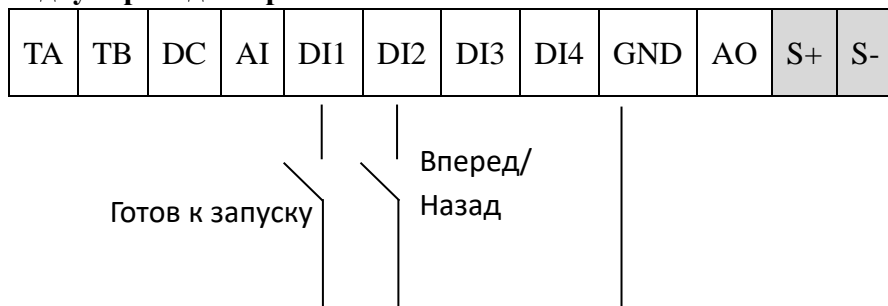 TA TB DC AI DI1 DI2 DI3 DI4 GND AO S+ S-
Вперед/
Назад
Готов к запуску